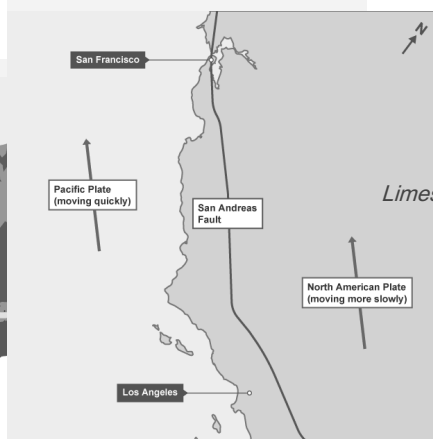 N
San Francisco
Pacific Plate
(moving quickly)
San Andreas
Fault
Limes
North American Plate
(moving more slowly)
Los Angeles